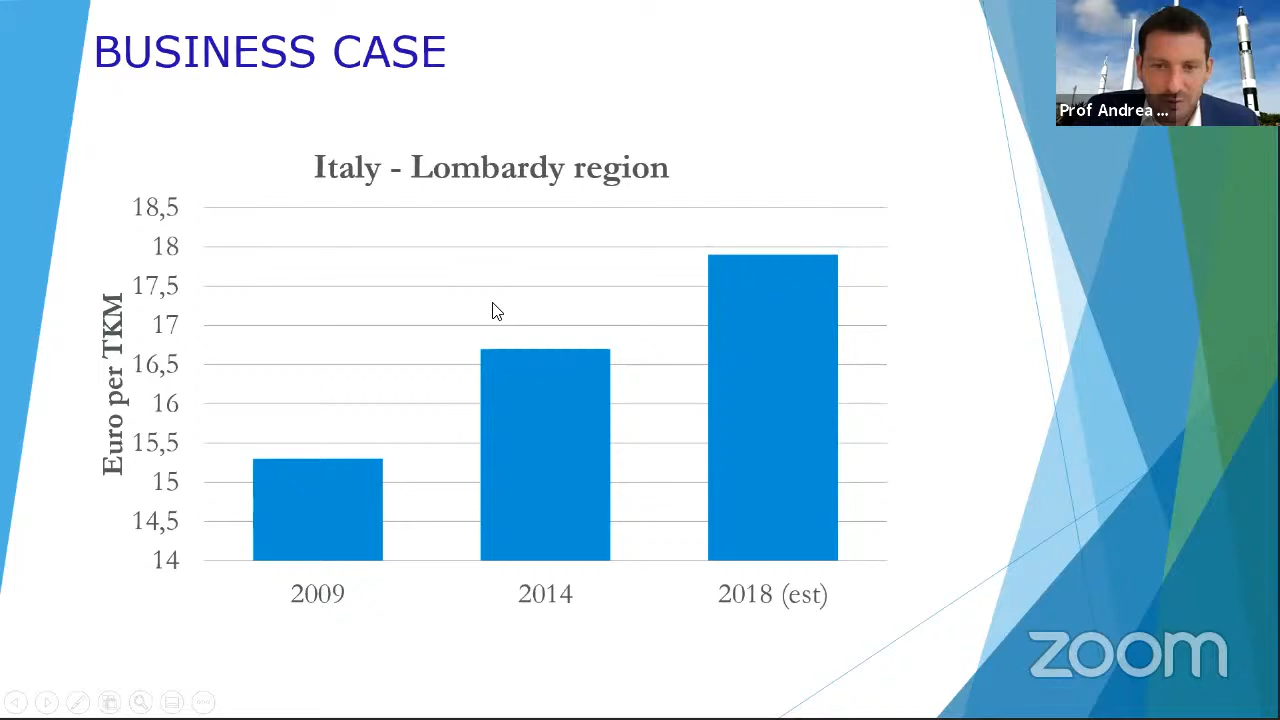 BUSINESS CASE
Prof Andrea ...
Italy - Lombardy region
Euro per TKM
18,5
18
17,5
17
16,5
16
15,5
15
14,5
14
2009 2014 2018 (est)
zoom